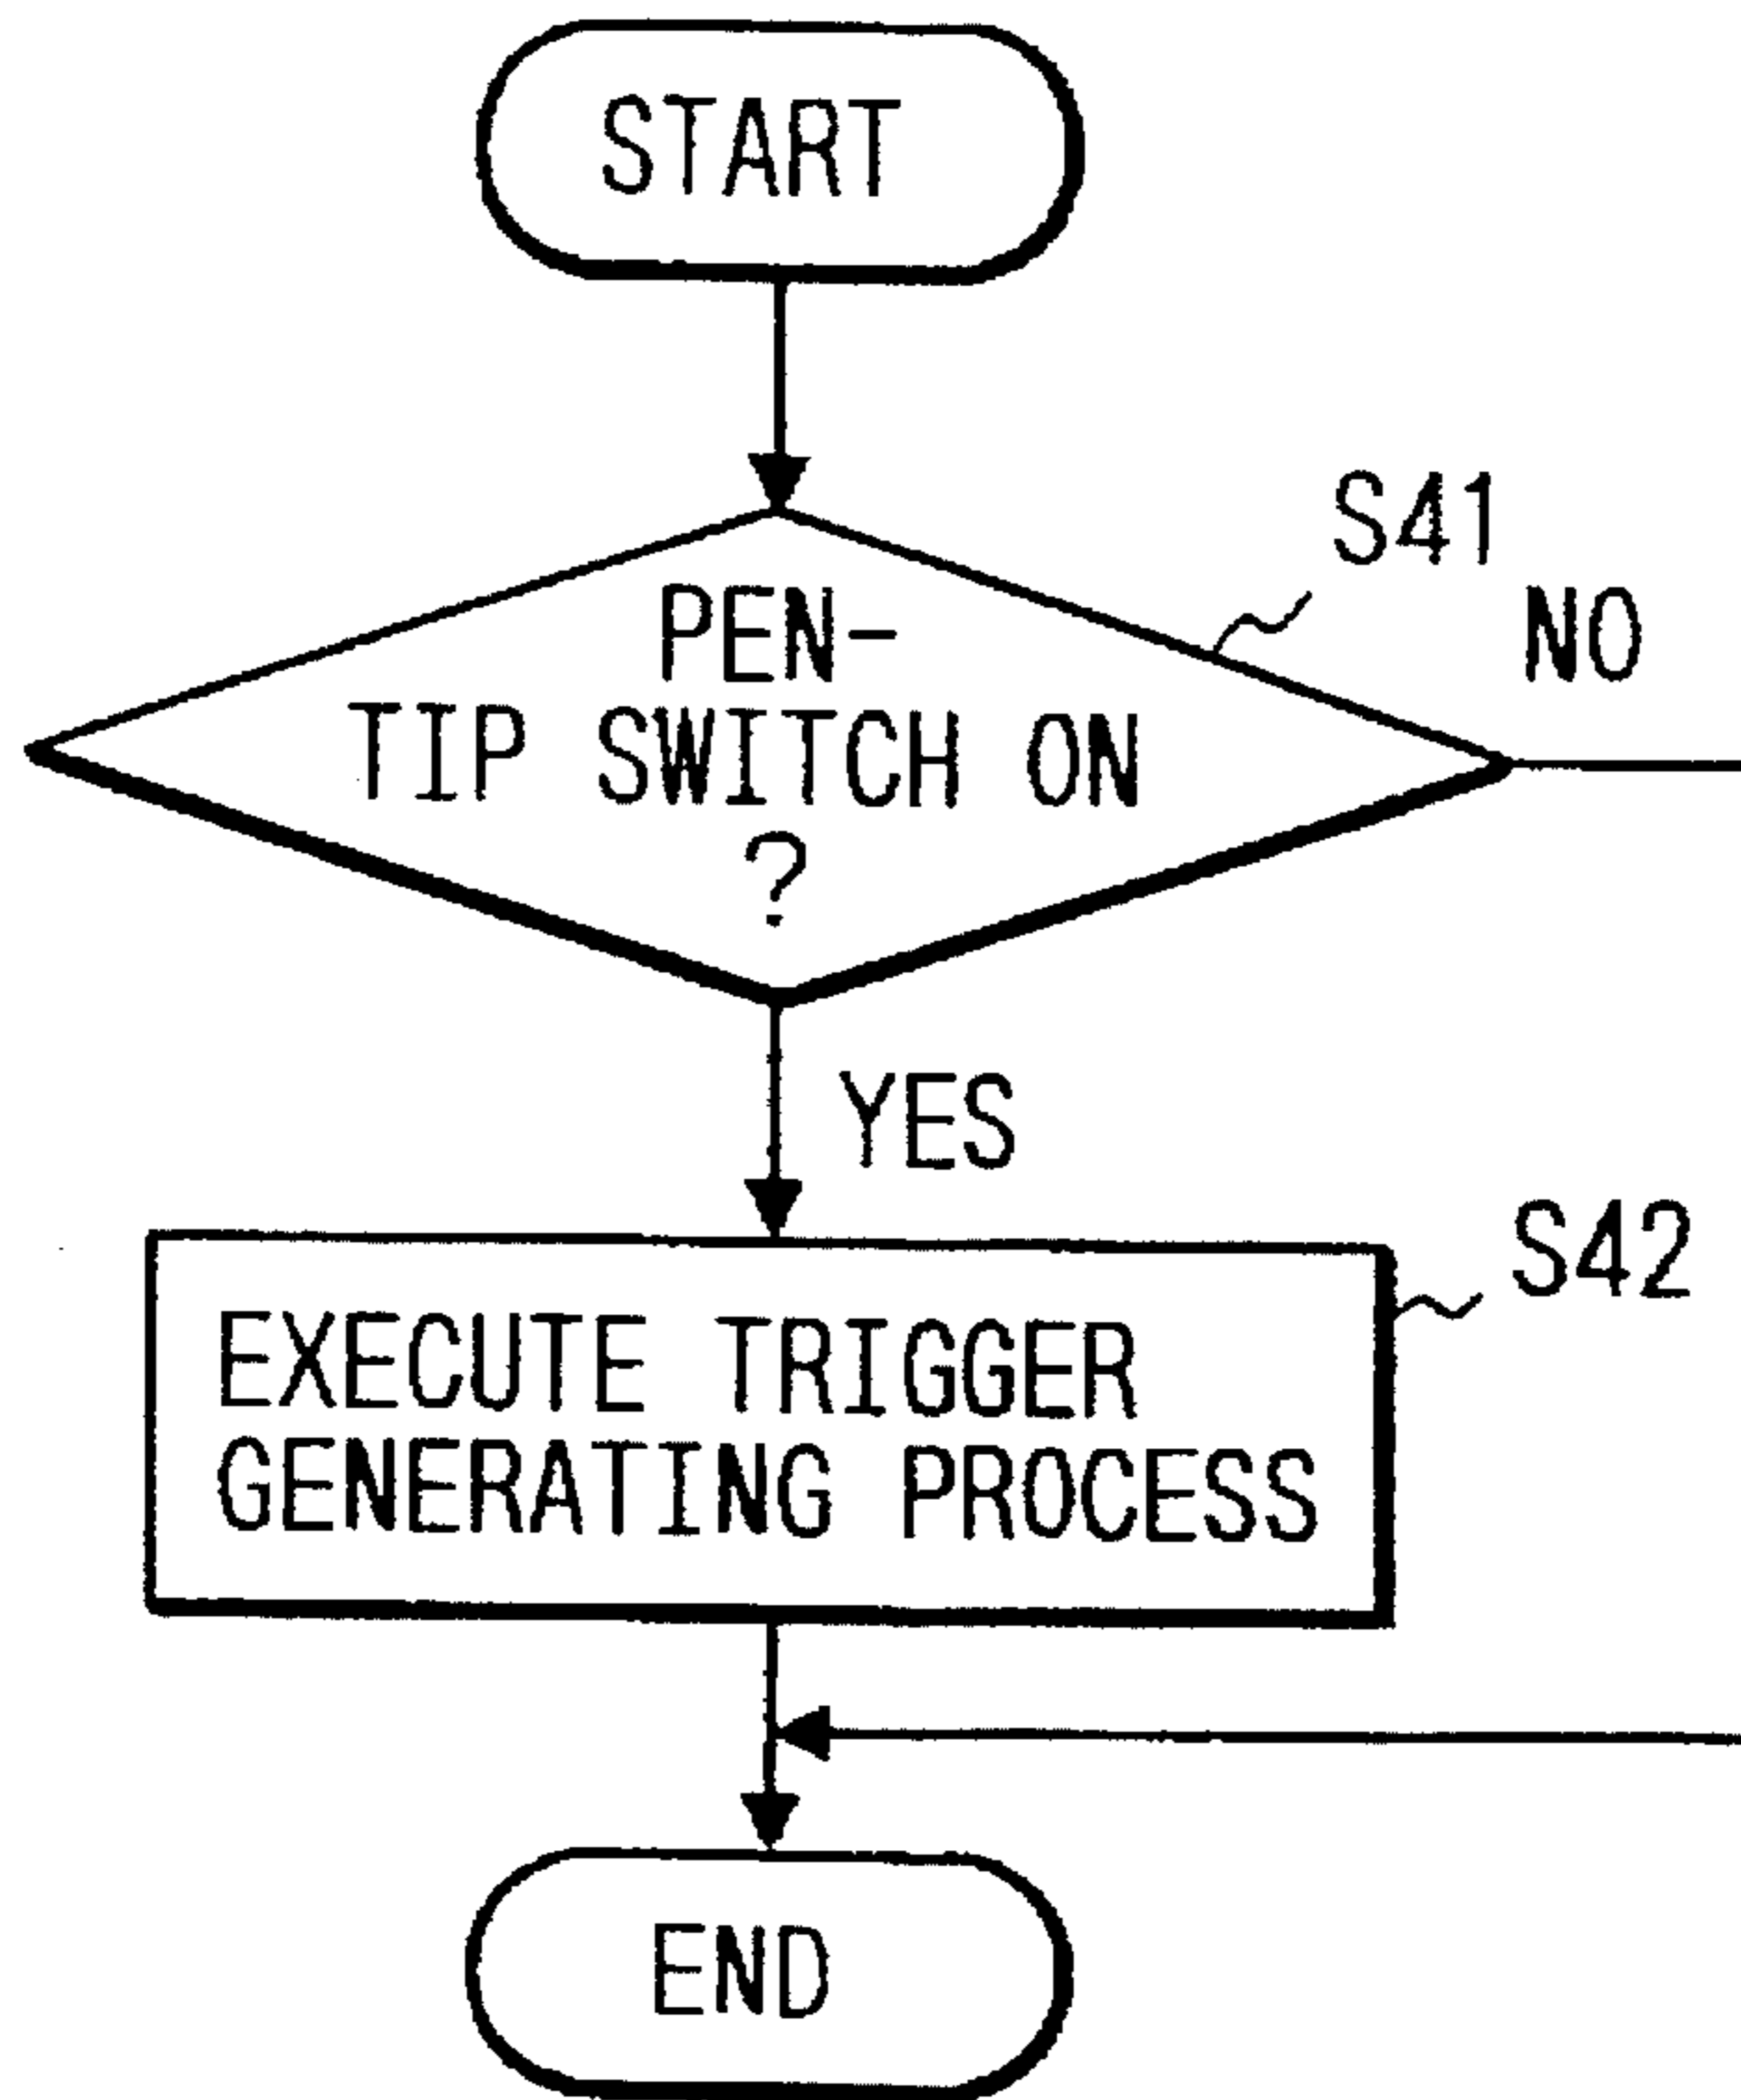 START
S41
PEN-
TIP SWITCH ON
?
NO
YES
S42
EXECUTE TRIGGER
GENERATING PROCESS
END